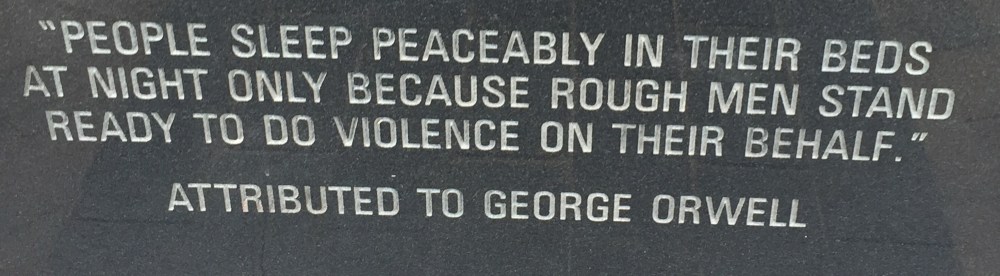 "PEOPLE SLEEP PEACEABLY IN THEIR BEDS
AT NIGHT ONLY BECAUSE ROUGH MEN STAND
READY TO DO VIOLENCE ON THEIR BEHALF."
ATTRIBUTED TO GEORGE ORWELL